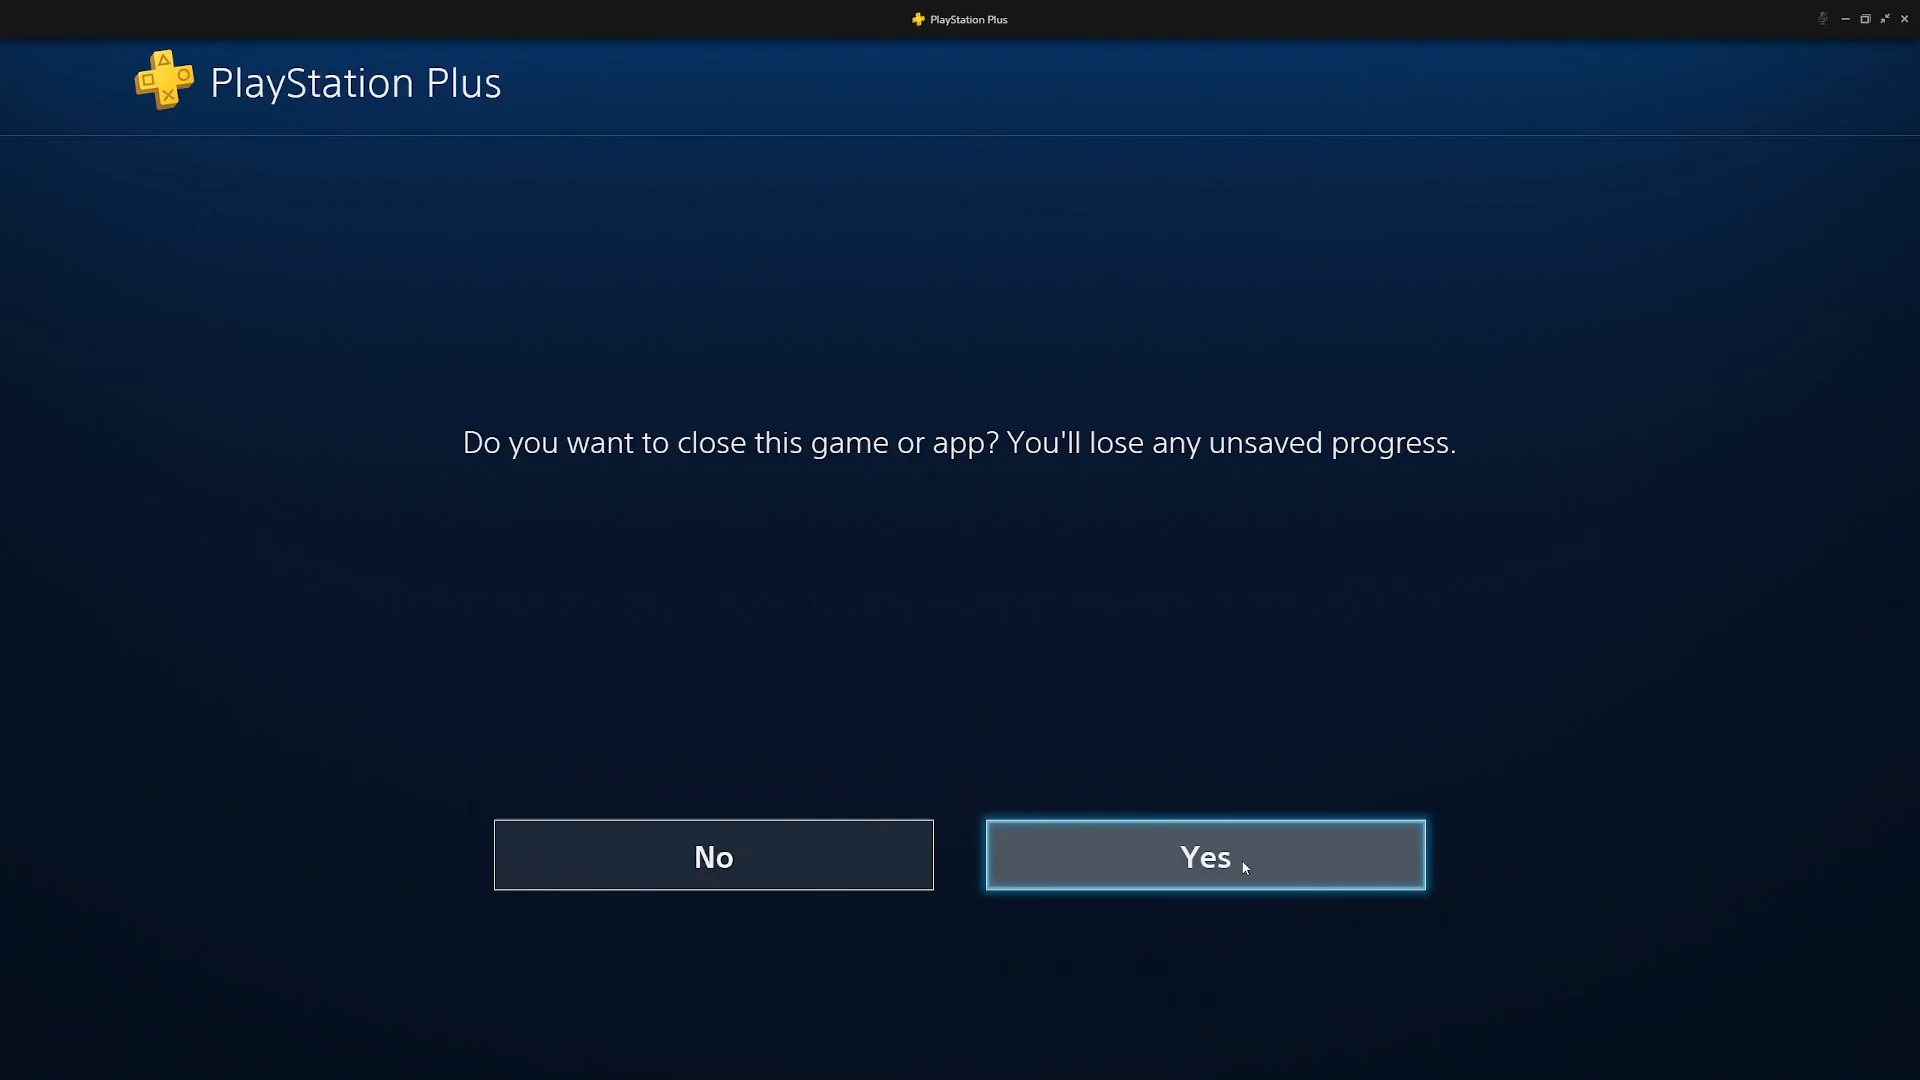 PlayStation Plus
PlayStation Plus
Do you want to close this game or app? You'll lose any unsaved progress.
No
Yes